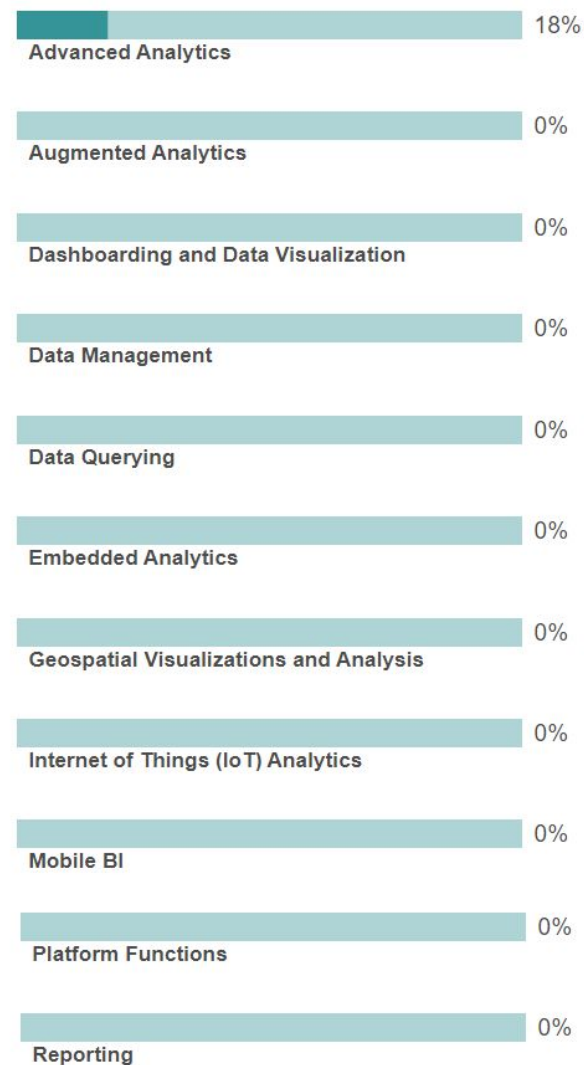 18%
Advanced Analytics
0%
Augmented Analytics
0%
Dashboarding and Data Visualization
0%
Data Management
0%
Data Querying
0%
Embedded Analytics
0%
Geospatial Visualizations and Analysis
0%
Internet of Things (IoT) Analytics
0%
Mobile BI
0%
Platform Functions
0%
Reporting